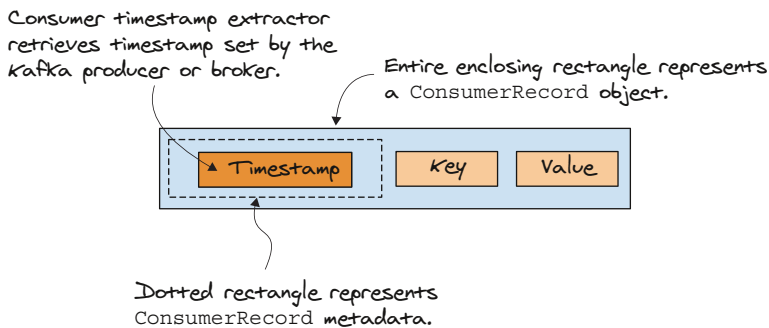 Consumer timestamp extractor
retrieves timestamp set by the
Kafka producer or broker.
Entire enclosing rectangle represents
a ConsumerRecord object.
Timestamp
Key
Value
Dotted rectangle represents
ConsumerRecord metadata.